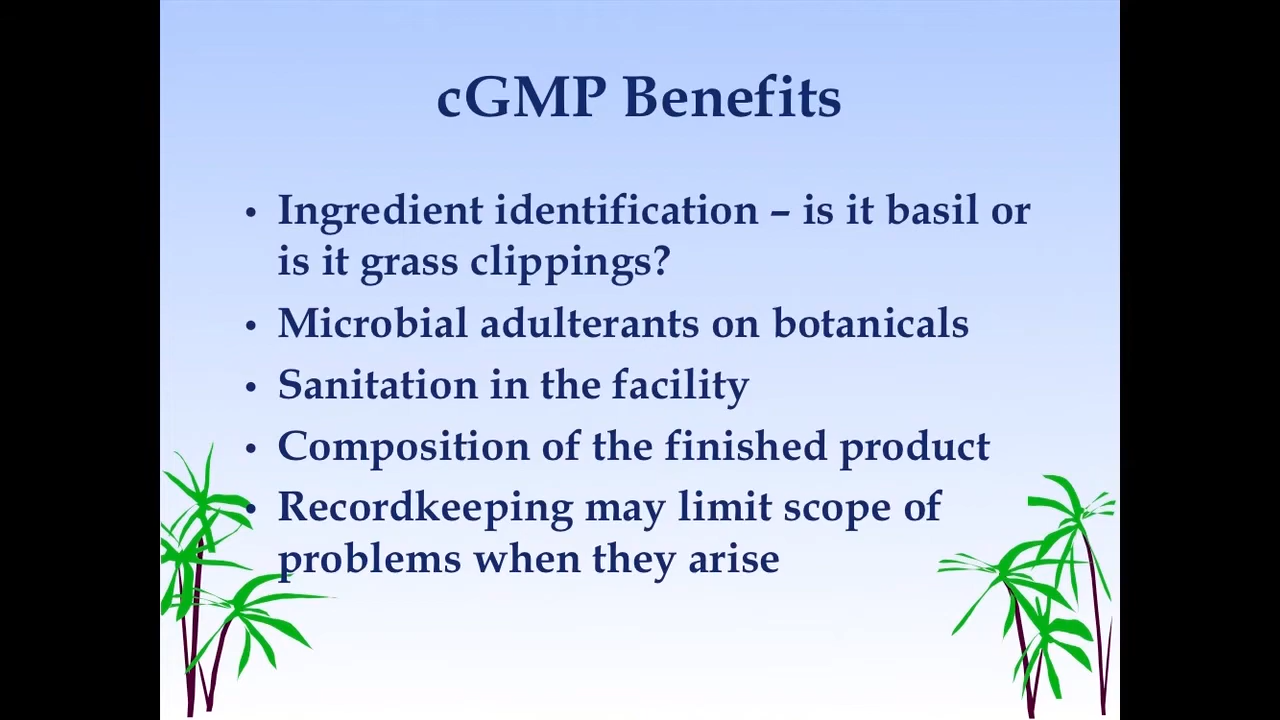 cGMP Benefits
• Ingredient identification – is it basil or
is it grass clippings?
• Microbial adulterants on botanicals
• Sanitation in the facility
• Composition of the finished product
• Recordkeeping may limit scope of
problems when they arise